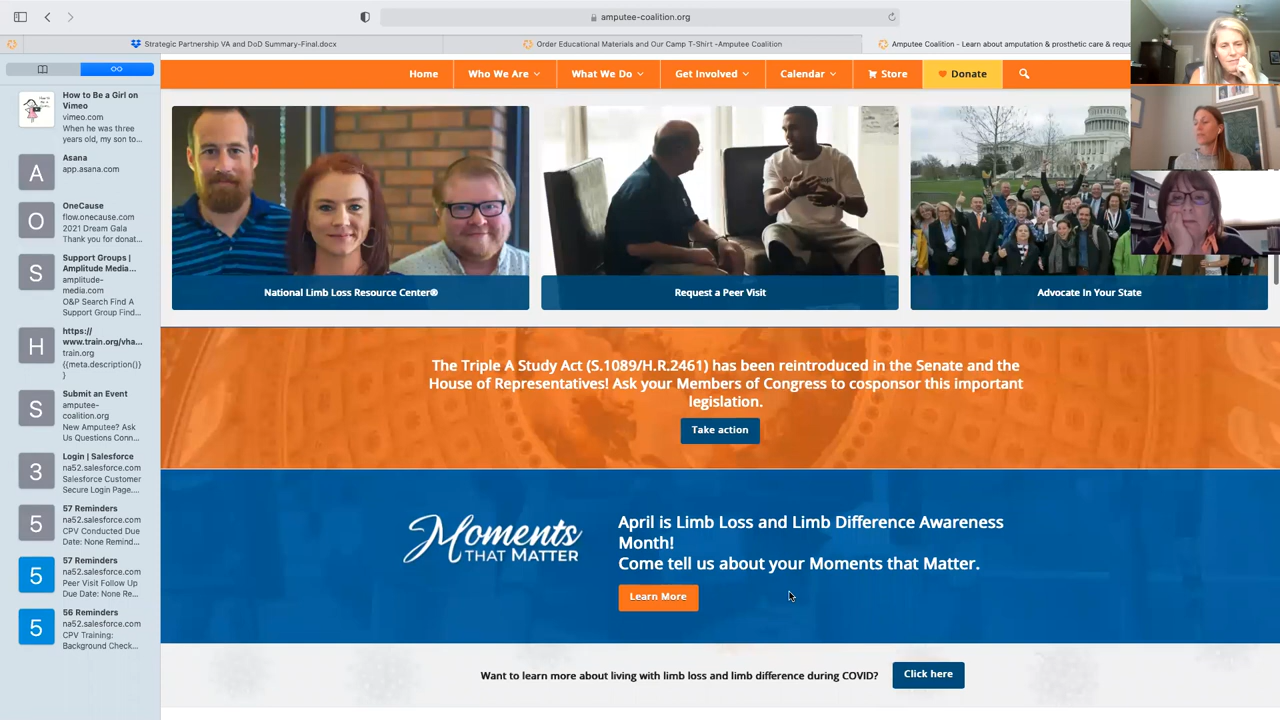 amputee-coalition.org
Strategic Partnership VA and DoD Summary-Final.docx
Order Educational Materials and Our Camp T-Shirt -Amputee Coalition
Amputee Coalition - Learn about amputation & prosthetic care & reque
Home
Who We Are
What We Do
Get Involved
Calendar
Store
Donate
How to Be a Girl on
Vimeo
vimeo.com
When he was three
years old, my son to...
A
Asana
app.asana.com
O
OneCause
flow.onecause.com
2021 Dream Gala
Thank you for donat...
S
Support Groups |
Amplitude Media...
amplitude-
media.com
O&P Search Find A
Support Group Find...
H
https://
www.train.org/vha...
train.org
{{meta.description()}
}
S
Submit an Event
amputee-
coalition.org
New Amputee? Ask
Us Questions Conn...
3
Login | Salesforce
na52.salesforce.com
Salesforce Customer
Secure Login Page....
5
57 Reminders
na52.salesforce.com
CPV Conducted Due
Date: None Remind...
5
57 Reminders
na52.salesforce.com
Peer Visit Follow Up
Due Date: None Re...
5
56 Reminders
na52.salesforce.com
CPV Training:
Background Check...
National Limb Loss Resource Center®
Request a Peer Visit
Advocate In Your State
The Triple A Study Act (S.1089/H.R.2461) has been reintroduced in the Senate and the
House of Representatives! Ask your Members of Congress to cosponsor this important
legislation.
Take action
Moments
THAT MATTER
April is Limb Loss and Limb Difference Awareness
Month!
Come tell us about your Moments that Matter.
Learn More
Want to learn more about living with limb loss and limb difference during COVID?
Click here